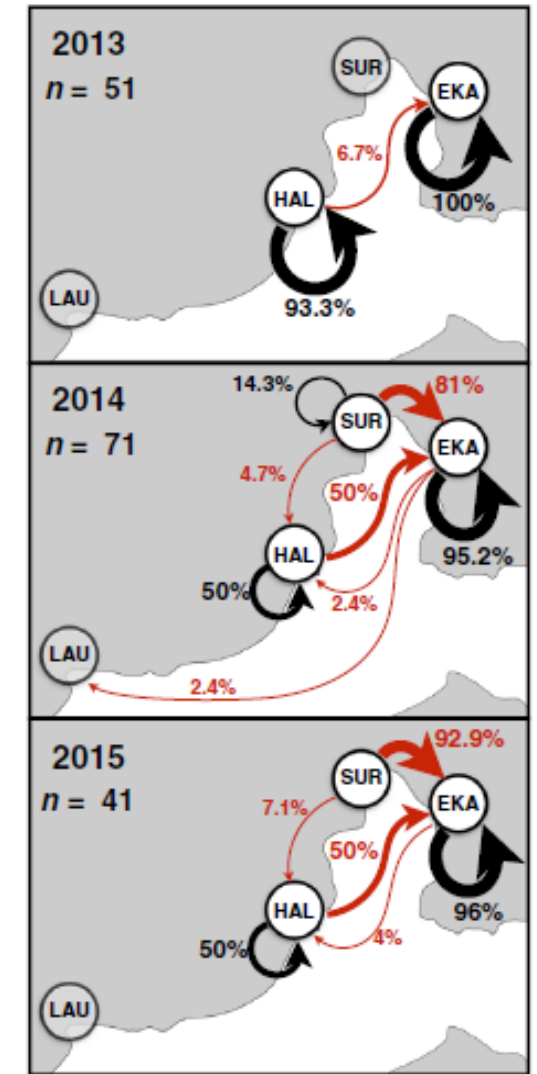 2013
n = 51
SUR
EKA
6.7%
HAL
100%
LAU
93.3%
2014
n = 71
14.3%
81%
SUR
EKA
4.7%
50%
HAL
95.2%
50%
2.4%
LAU
2.4%
2015
n = 41
92.9%
SUR
EKA
7.1%
50%
HAL
96%
4%
50%
LAU